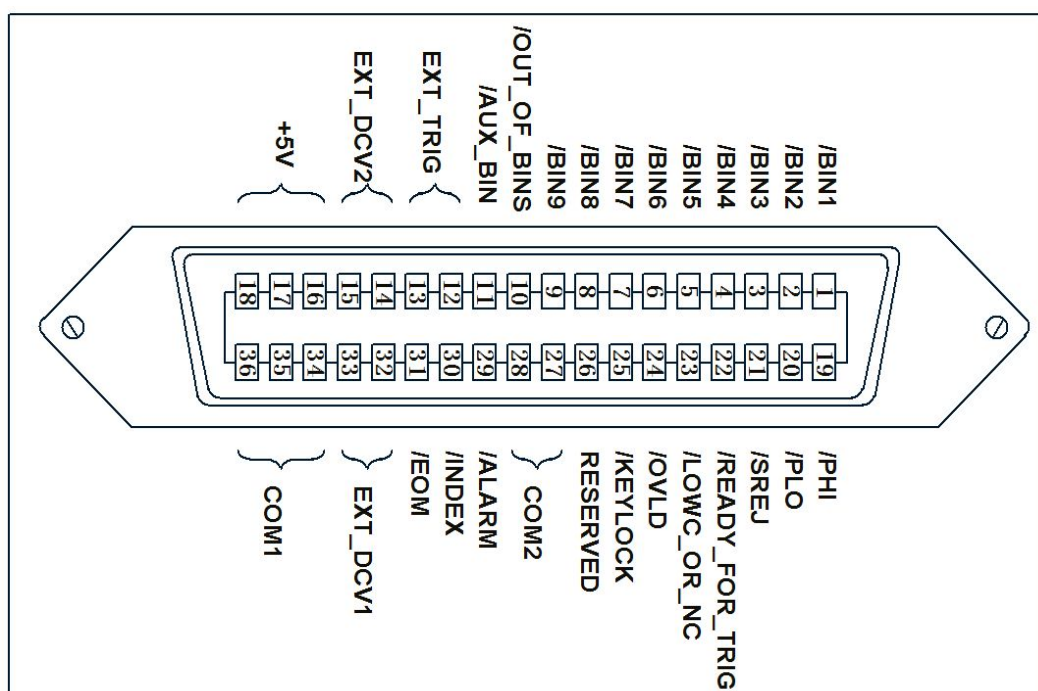 /BIN1
/BIN2
/BIN3
/BIN4
/BIN5
/BIN6
/BIN7
/BIN8
/BIN9
/OUT_OF_BINS
/AUX_BIN
EXT_TRIG
EXT_DCV2
+5V
1
2
3
4
5
6
7
8
9
10
11
12
13
14
15
16
17
18
19
20
21
22
23
24
25
26
27
28
29
30
31
32
33
34
35
36
/PHI
/PLO
/SREJ
/READY_FOR_TRIG
/LOWC_OR_NC
/OVLD
/KEYLOCK
RESERVED
COM2
/ALARM
/INDEX
/EOM
EXT_DCV1
COM1